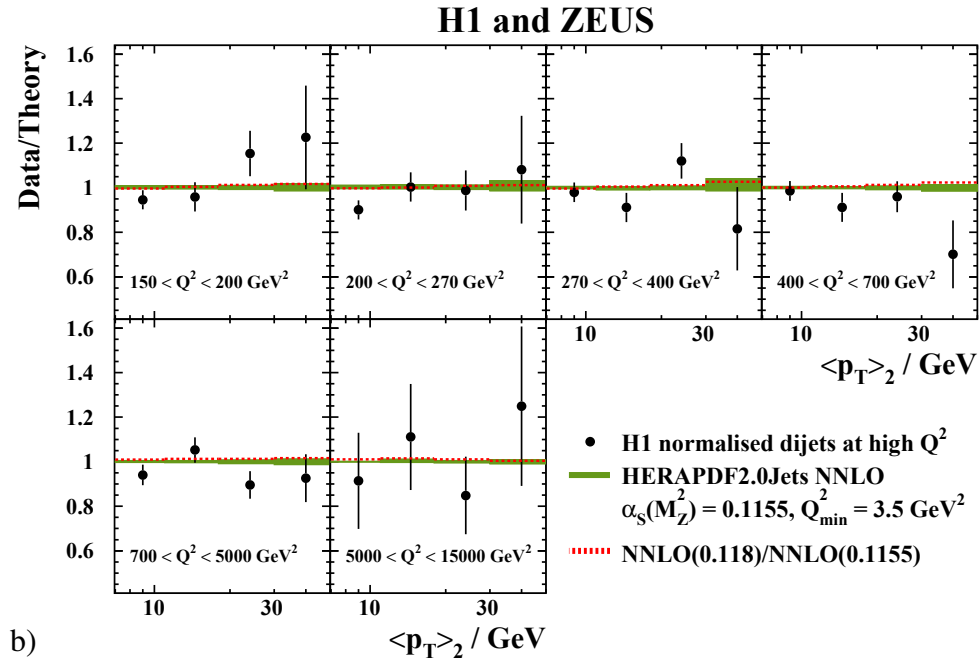 H1 and ZEUS
Data/Theory
1.6
1.4
1.2
1
0.8
0.6
150 < Q² < 200 GeV²
200 < Q² < 270 GeV²
270 < Q² < 400 GeV²
400 < Q² < 700 GeV²
10 30
10 30
<p_T>₂ / GeV
1.6
1.4
1.2
1
0.8
0.6
700 < Q² < 5000 GeV²
5000 < Q² < 15000 GeV²
10 30
10 30
<p_T>₂ / GeV
H1 normalised dijets at high Q²
HERAPDF2.0Jets NNLO
α_S(M_Z²) = 0.1155, Q²_min = 3.5 GeV²
NNLO(0.118)/NNLO(0.1155)
b)